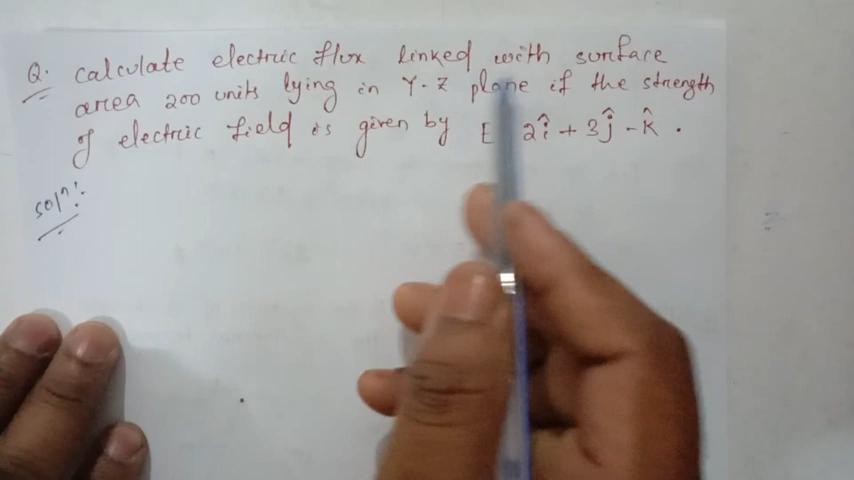 Q. Calculate electric flux linked with surface
area 200 units lying in Y-Z plane if the strength
of electric field is given by E 2î + 3ĵ - k̂ .
Solⁿ: